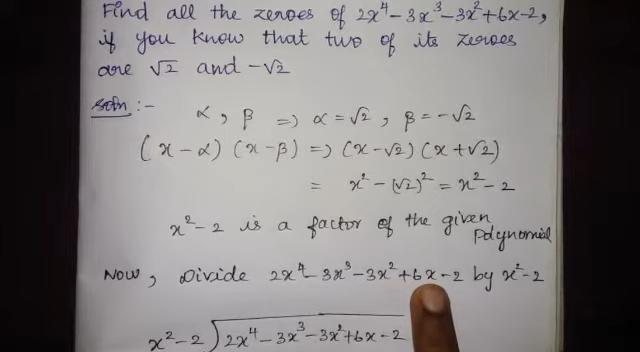 Find all the zeroes of 2x⁴-3x³-3x²+6x-2,
if you know that two of its zeroes
are √2 and -√2
soln :-
α, β => α = √2, β = -√2
(x-α) (x-β) => (x-√2) (x+√2)
= x² - (√2)² = x² - 2
x²-2 is a factor of the given polynomial
Now, Divide 2x⁴-3x³-3x²+6x-2 by x²-2
x²-2 ) 2x⁴-3x³-3x²+6x-2